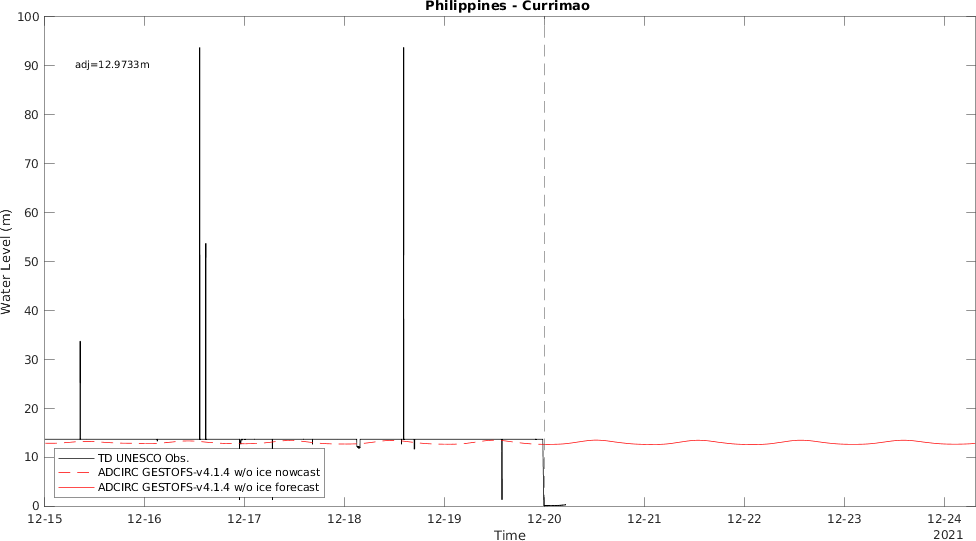 Philippines - Currimao
100
90
80
70
60
50
40
30
20
10
0
Water Level (m)
adj=12.9733m
TD UNESCO Obs.
ADCIRC GESTOFS-v4.1.4 w/o ice nowcast
ADCIRC GESTOFS-v4.1.4 w/o ice forecast
12-15 12-16 12-17 12-18 12-19 12-20 12-21 12-22 12-23 12-24
Time
2021